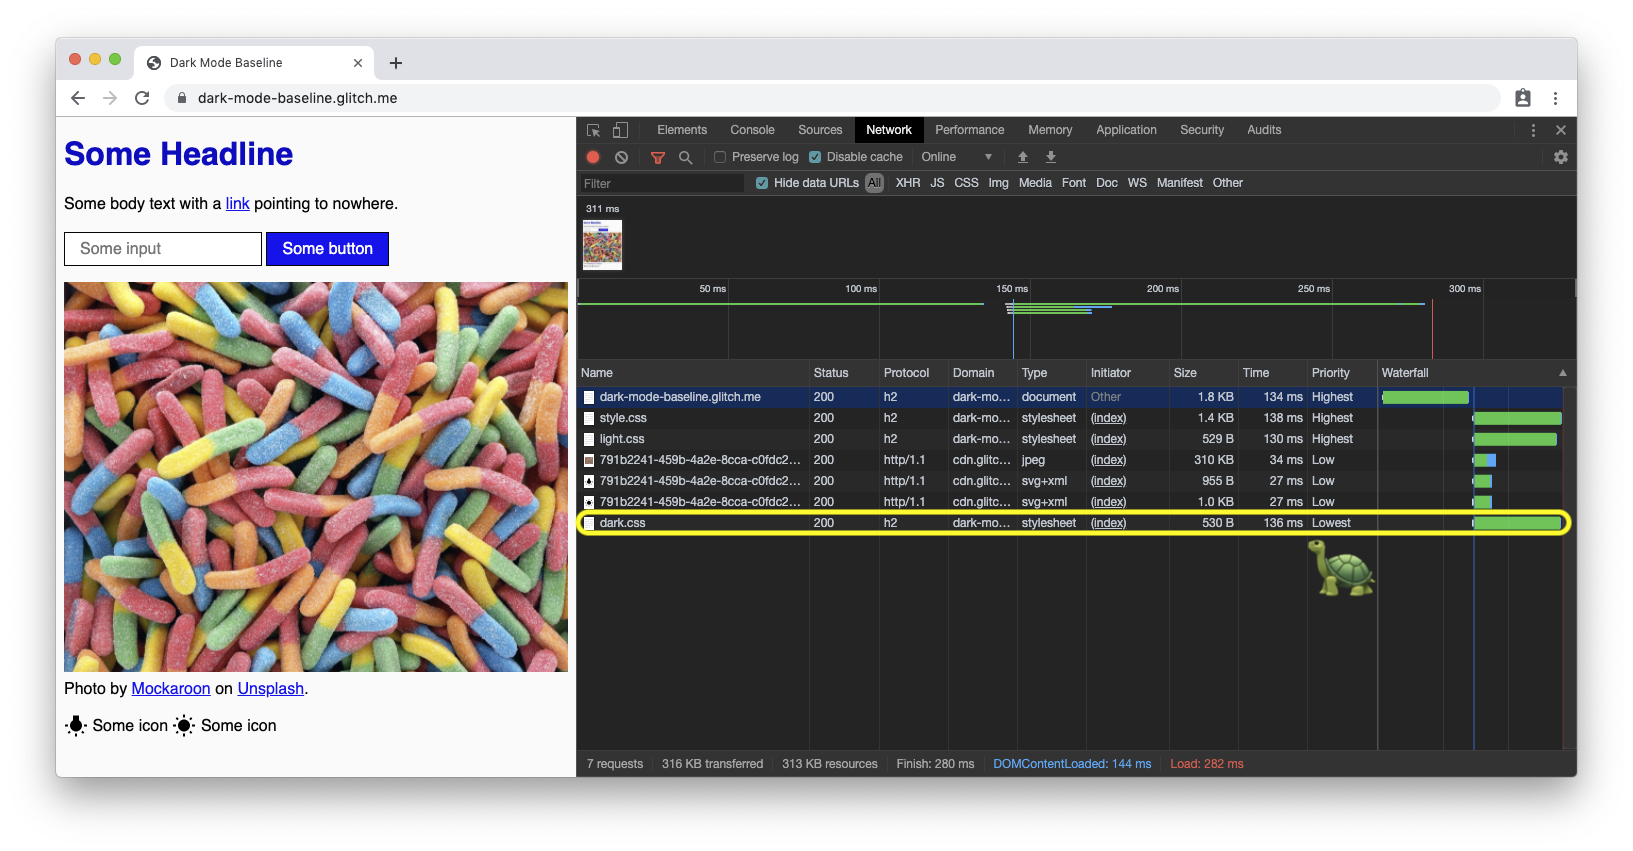 Dark Mode Baseline
dark-mode-baseline.glitch.me
Some Headline
Some body text with a link pointing to nowhere.
Some input Some button
Photo by Mockaroon on Unsplash.
Some icon Some icon
Elements Console Sources Network Performance Memory Application Security Audits
Preserve log Disable cache Online
Filter Hide data URLs All XHR JS CSS Img Media Font Doc WS Manifest Other
311 ms
50 ms 100 ms 150 ms 200 ms 250 ms 300 ms
Name Status Protocol Domain Type Initiator Size Time Priority Waterfall
dark-mode-baseline.glitch.me 200 h2 dark-mo... document Other 1.8 KB 134 ms Highest
style.css 200 h2 dark-mo... stylesheet (index) 1.4 KB 138 ms Highest
light.css 200 h2 dark-mo... stylesheet (index) 529 B 130 ms Highest
791b2241-459b-4a2e-8cca-c0fdc2... 200 http/1.1 cdn.glitc... jpeg (index) 310 KB 34 ms Low
791b2241-459b-4a2e-8cca-c0fdc2... 200 http/1.1 cdn.glitc... svg+xml (index) 955 B 27 ms Low
791b2241-459b-4a2e-8cca-c0fdc2... 200 http/1.1 cdn.glitc... svg+xml (index) 1.0 KB 27 ms Low
dark.css 200 h2 dark-mo... stylesheet (index) 530 B 136 ms Lowest
7 requests 316 KB transferred 313 KB resources Finish: 280 ms DOMContentLoaded: 144 ms Load: 282 ms